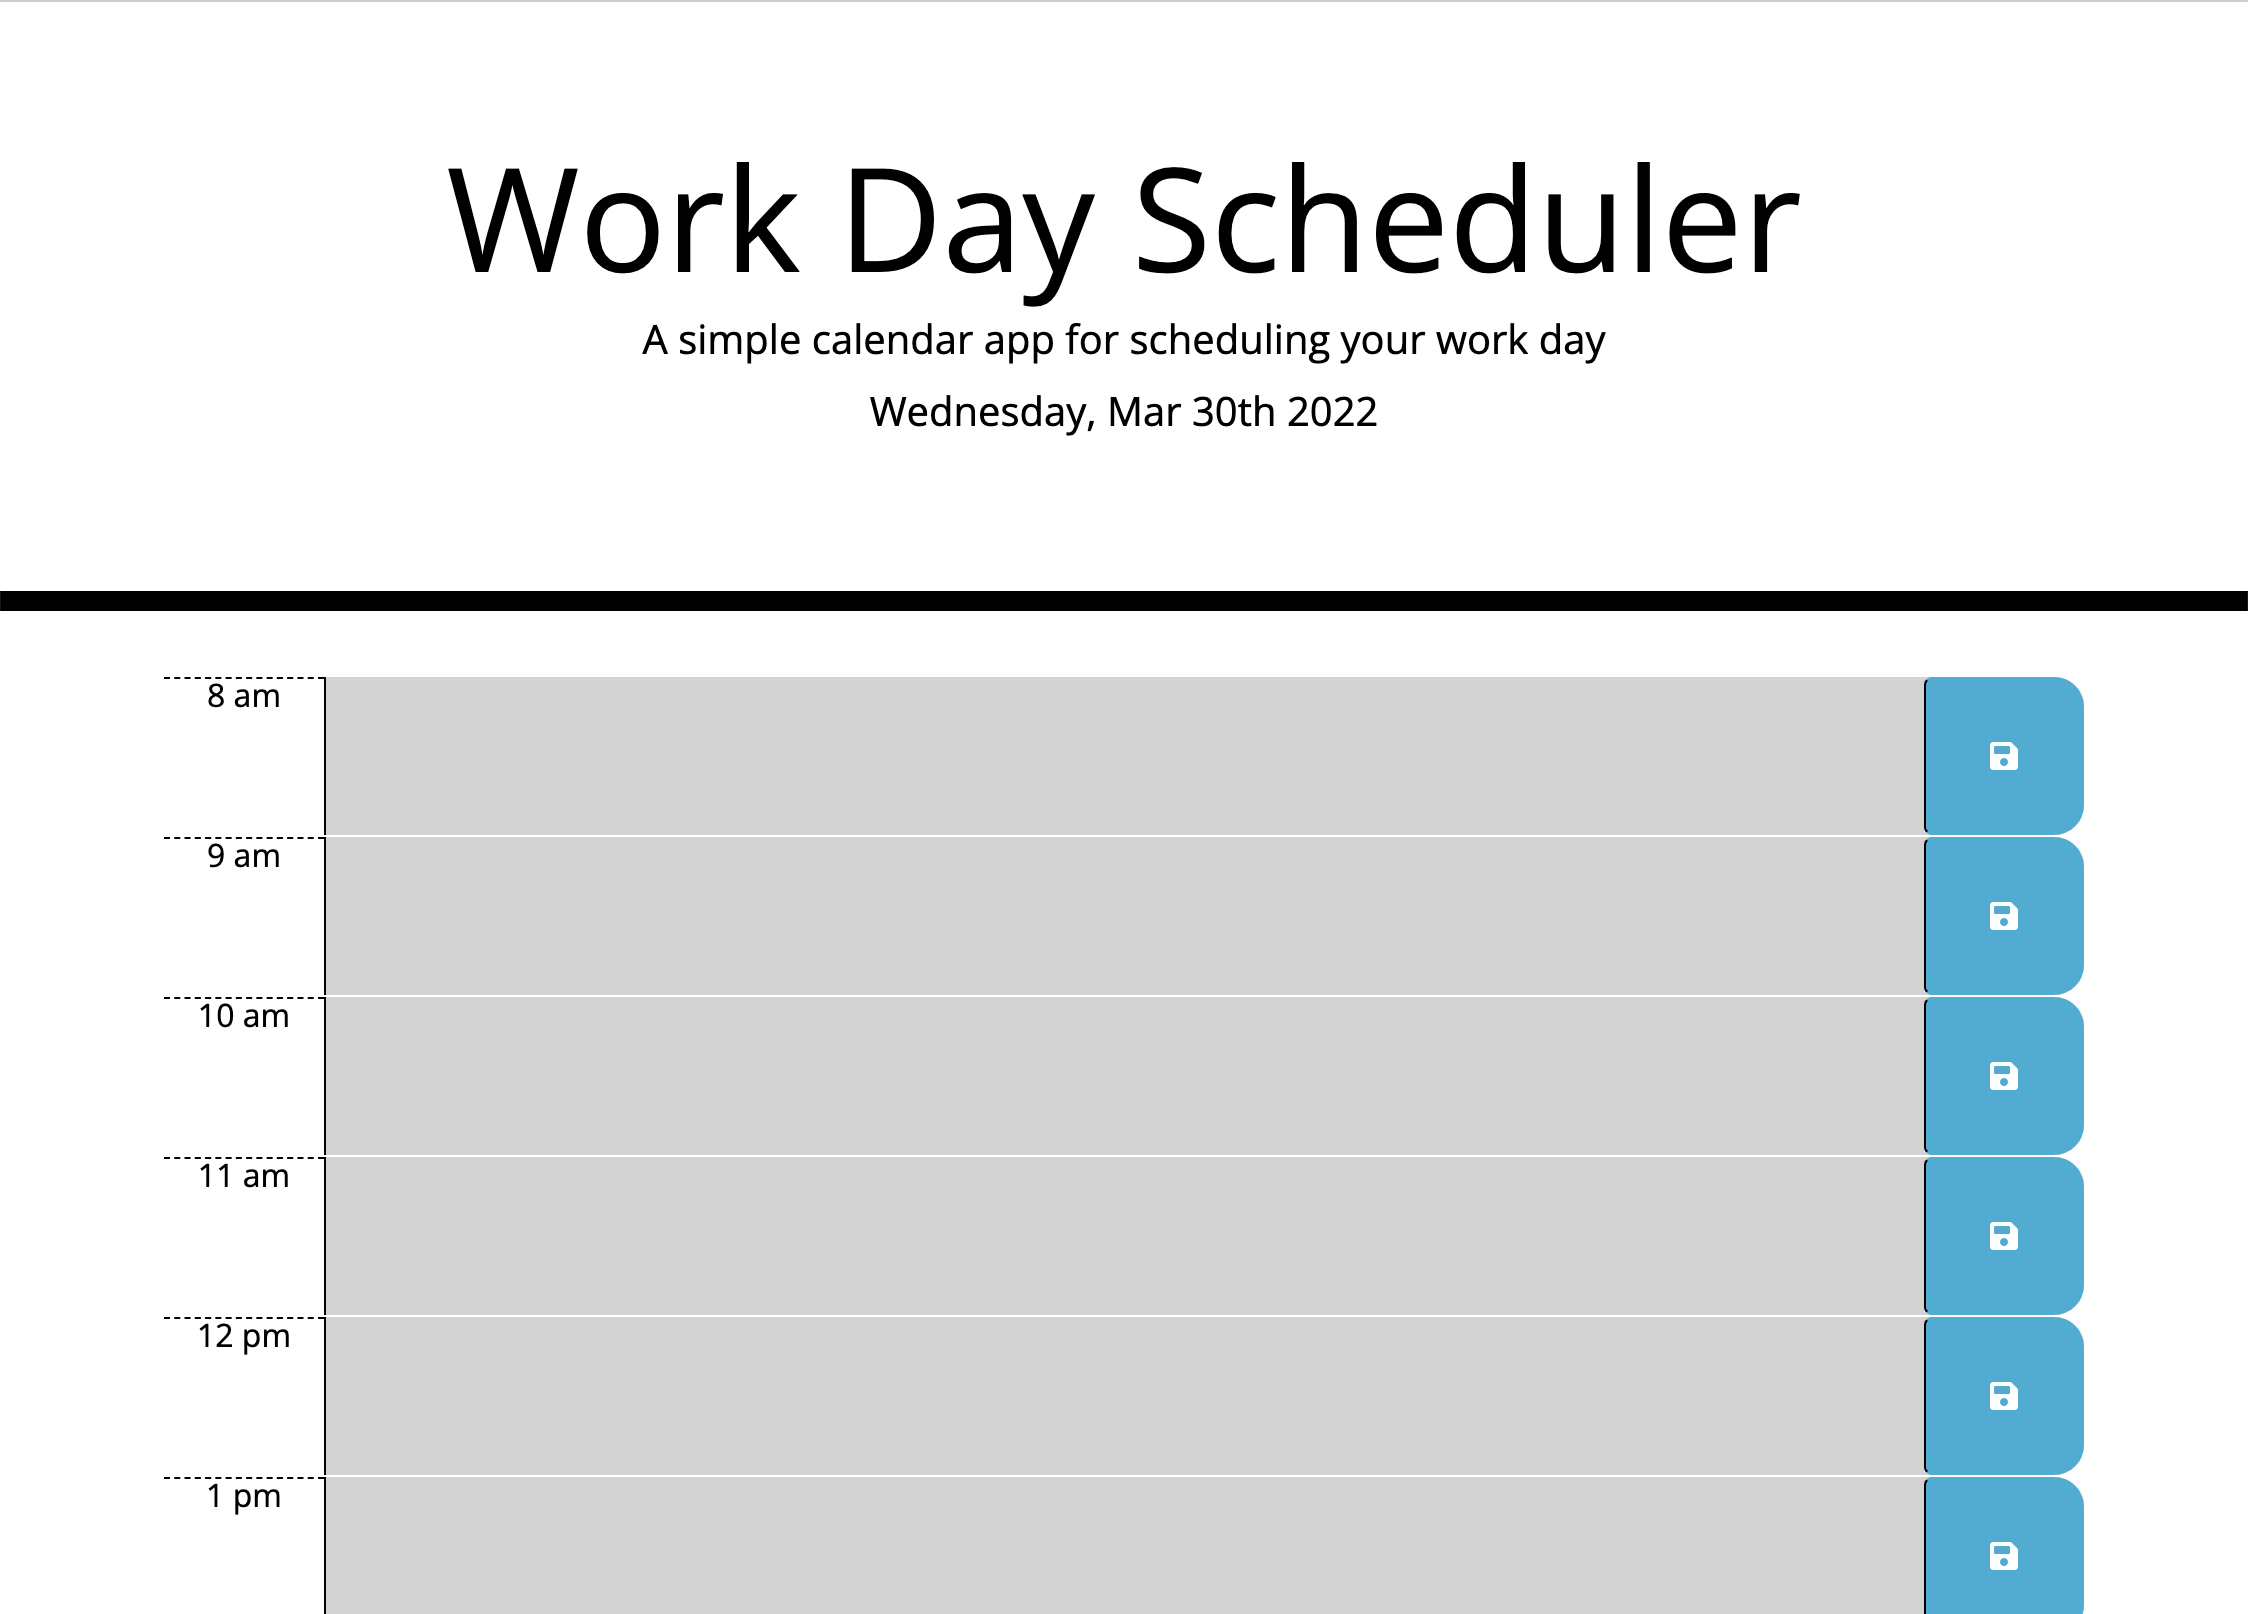 Work Day Scheduler
A simple calendar app for scheduling your work day
Wednesday, Mar 30th 2022
8 am
9 am
10 am
11 am
12 pm
1 pm